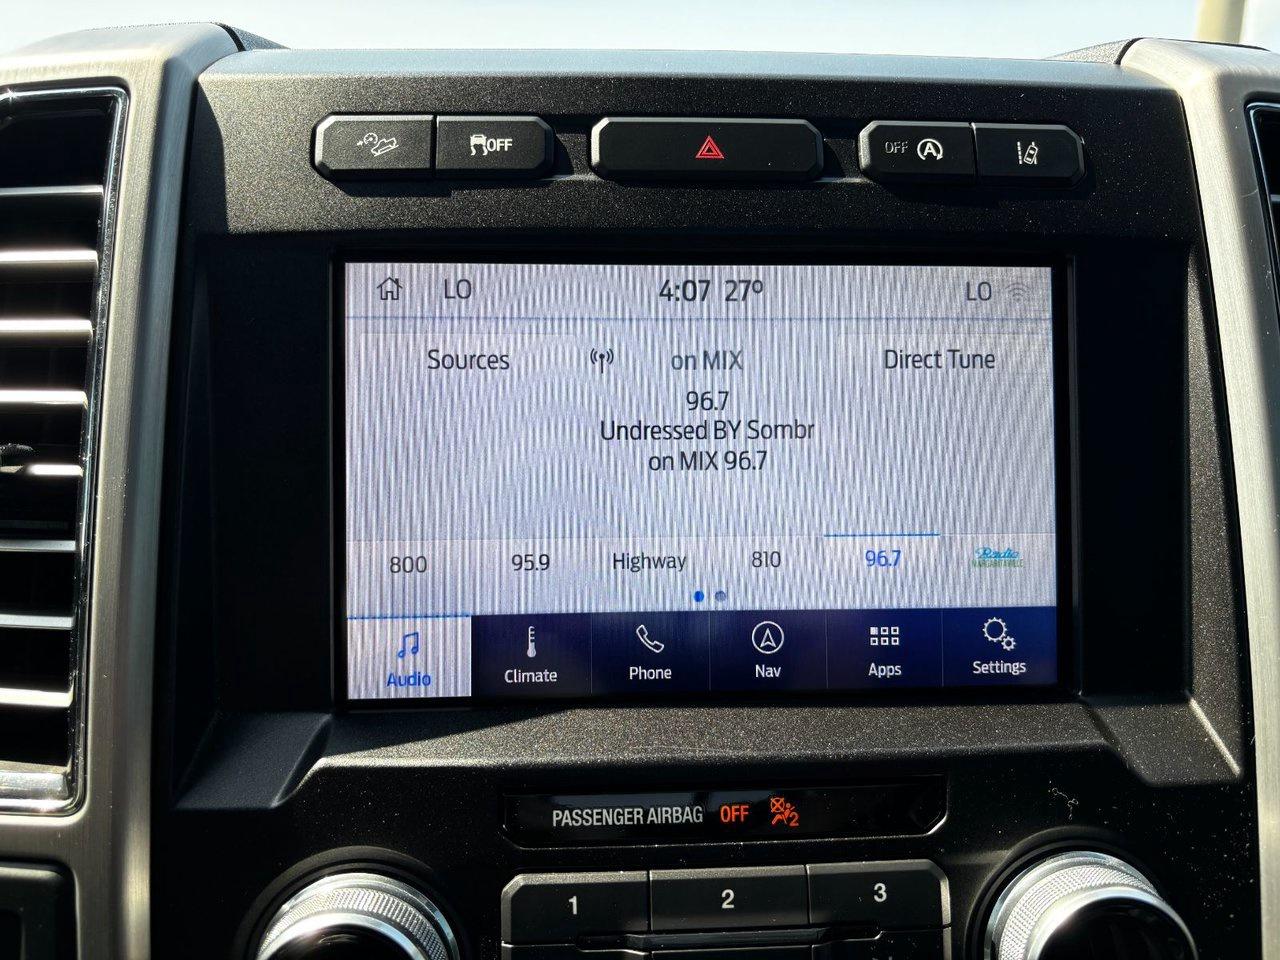 OFF
OFF A
LO 4:07 27° LO
Sources on MIX Direct Tune
96.7
Undressed BY Sombr
on MIX 96.7
800 95.9 Highway 810 96.7 Radio MARGARITAVILLE
Audio Climate Phone Nav Apps Settings
PASSENGER AIRBAG OFF 2
1 2 3